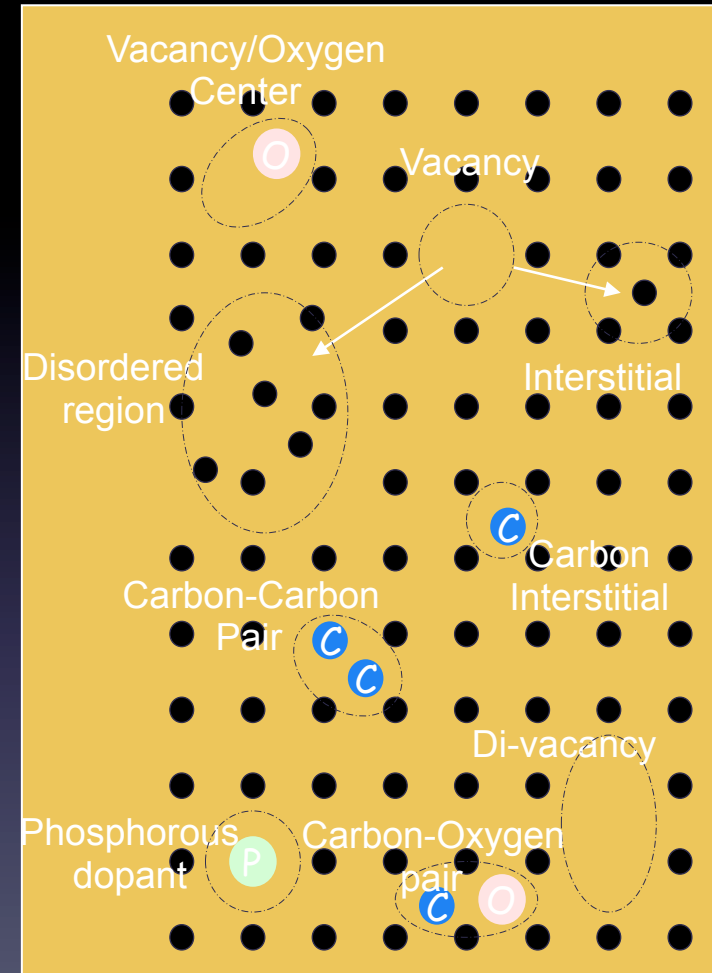 Vacancy/Oxygen
Center
O
Vacancy
Disordered
region
Interstitial
C
Carbon
Interstitial
Carbon-Carbon
Pair
C
C
Di-vacancy
Phosphorous
dopant
P
Carbon-Oxygen
pair
C
O